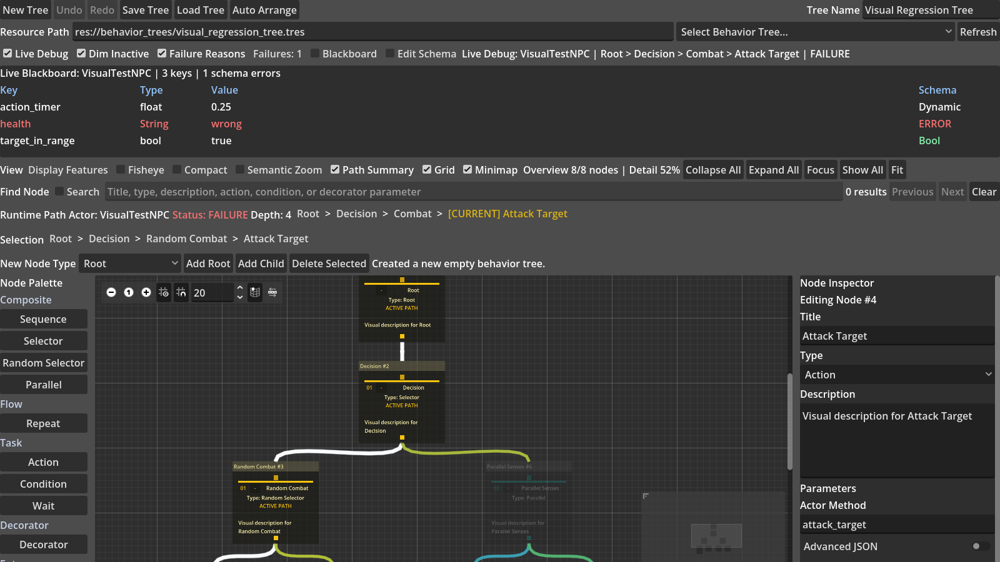 New Tree Undo Redo Save Tree Load Tree Auto Arrange Tree Name Visual Regression Tree
Resource Path res://behavior_trees/visual_regression_tree.tres Select Behavior Tree... Refresh
Live Debug Dim Inactive Failure Reasons Failures: 1 Blackboard Edit Schema Live Debug: VisualTestNPC | Root > Decision > Combat > Attack Target | FAILURE
Live Blackboard: VisualTestNPC | 3 keys | 1 schema errors
Key Type Value Schema
action_timer float 0.25 Dynamic
health String wrong ERROR
target_in_range bool true Bool
View Display Features Fisheye Compact Semantic Zoom Path Summary Grid Minimap Overview 8/8 nodes | Detail 52% Collapse All Expand All Focus Show All Fit
Find Node Search Title, type, description, action, condition, or decorator parameter 0 results Previous Next Clear
Runtime Path Actor: VisualTestNPC Status: FAILURE Depth: 4 Root > Decision > Combat > [CURRENT] Attack Target
Selection Root > Decision > Random Combat > Attack Target
New Node Type Root Add Root Add Child Delete Selected Created a new empty behavior tree.
Node Palette
Composite
Sequence
Selector
Random Selector
Parallel
Flow
Repeat
Task
Action
Condition
Wait
Decorator
Decorator
1 20
- Root
Type: Root
ACTIVE PATH
Visual description for Root
Decision #2
01 - Decision
Type: Selector
ACTIVE PATH
Visual description for
Decision
Random Combat #3
01 - Random Combat
Type: Random Selector
ACTIVE PATH
Visual description for
Random Combat
Parallel Senses #6
02 - Parallel Senses
Type: Parallel
Visual description for
Parallel Senses
Node Inspector
Editing Node #4
Title
Attack Target
Type
Action
Description
Visual description for Attack Target
Parameters
Actor Method
attack_target
Advanced JSON